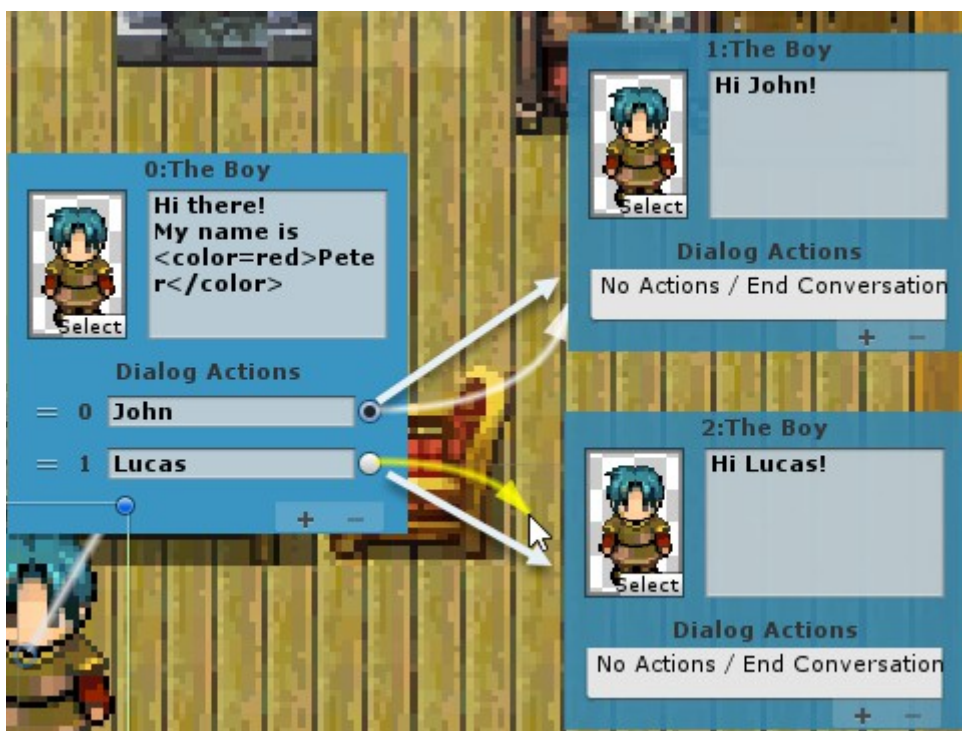 0:The Boy
Hi there!
My name is
<color=red>Pete
r</color>
Select
Dialog Actions
= 0 John
= 1 Lucas
+ −
1:The Boy
Hi John!
Select
Dialog Actions
No Actions / End Conversation
+ −
2:The Boy
Hi Lucas!
Select
Dialog Actions
No Actions / End Conversation
+ −